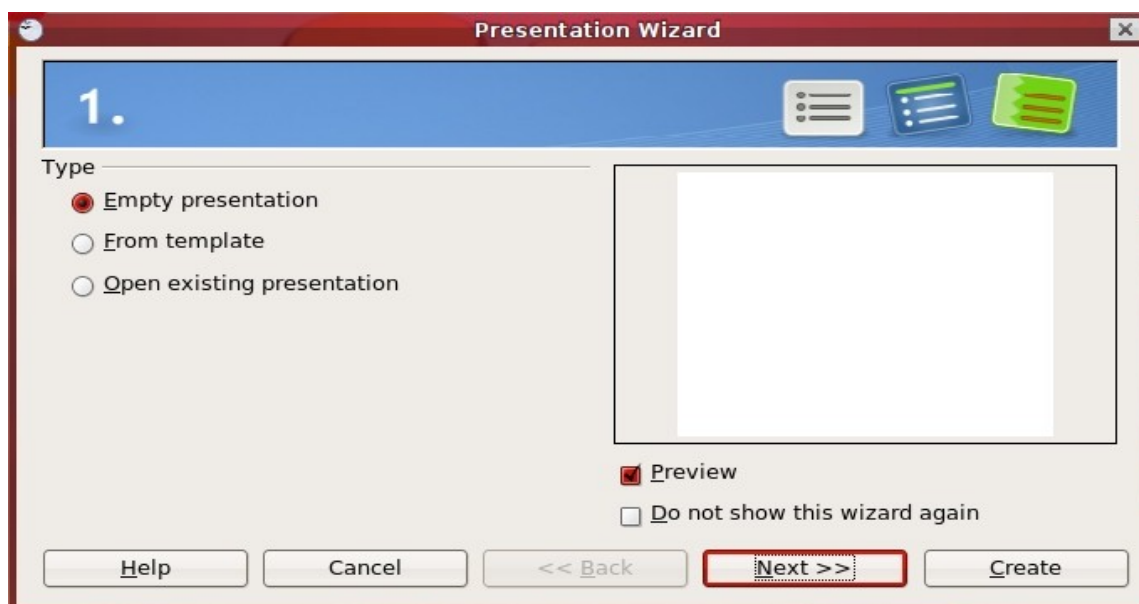 Presentation Wizard
1.
Type
Empty presentation
From template
Open existing presentation
Preview
Do not show this wizard again
Help Cancel << Back Next >> Create